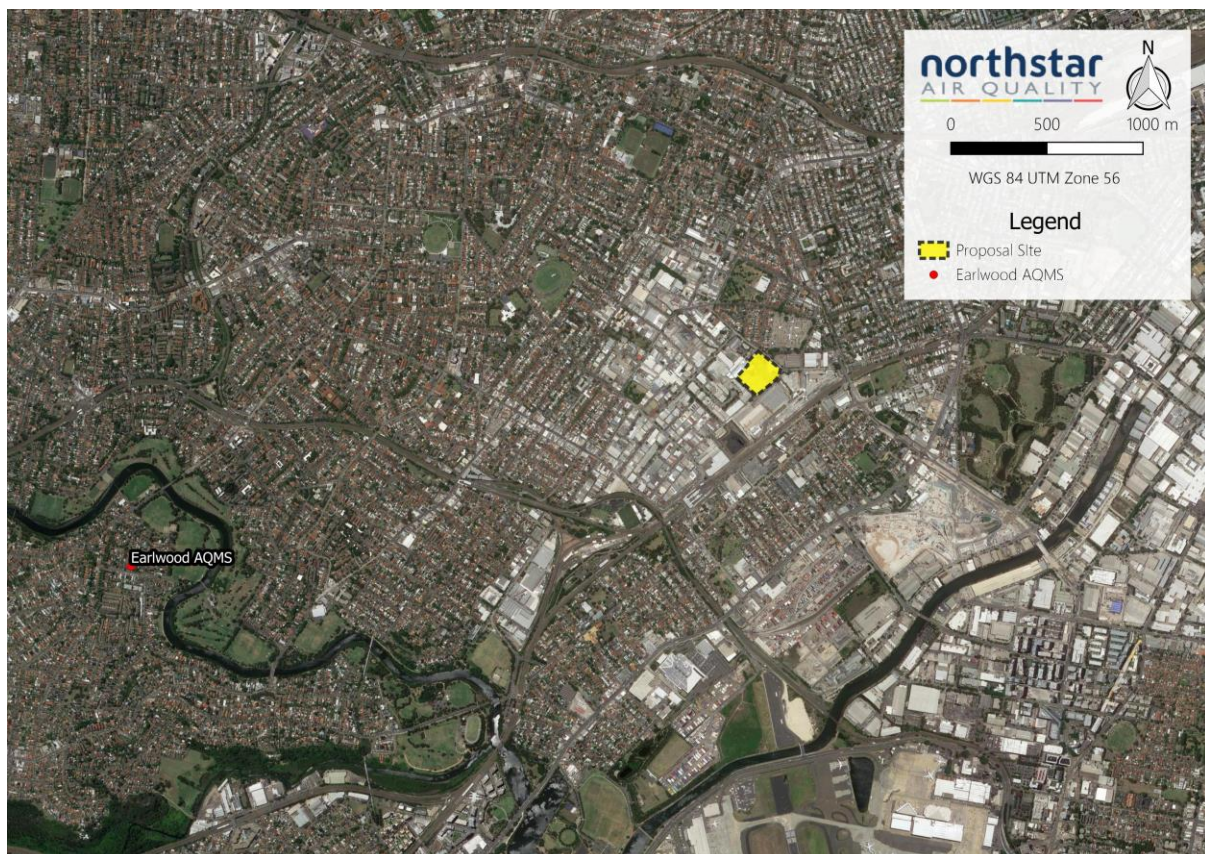 northstar
AIR QUALITY
N
0 500 1000 m
WGS 84 UTM Zone 56
Legend
Proposal Site
Earlwood AQMS
Earlwood AQMS